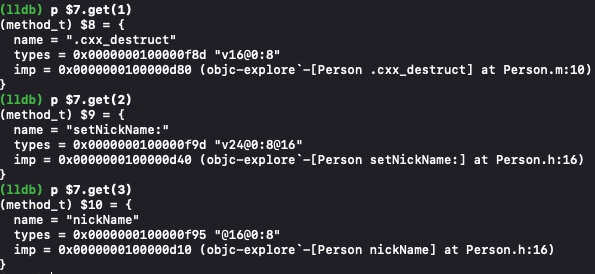 (lldb) p $7.get(1)
(method_t) $8 = {
  name = ".cxx_destruct"
  types = 0x0000000100000f8d "v16@0:8"
  imp = 0x0000000100000d80 (objc-explore`-[Person .cxx_destruct] at Person.m:10)
}
(lldb) p $7.get(2)
(method_t) $9 = {
  name = "setNickName:"
  types = 0x0000000100000f9d "v24@0:8@16"
  imp = 0x0000000100000d40 (objc-explore`-[Person setNickName:] at Person.h:16)
}
(lldb) p $7.get(3)
(method_t) $10 = {
  name = "nickName"
  types = 0x0000000100000f95 "@16@0:8"
  imp = 0x0000000100000d10 (objc-explore`-[Person nickName] at Person.h:16)
}